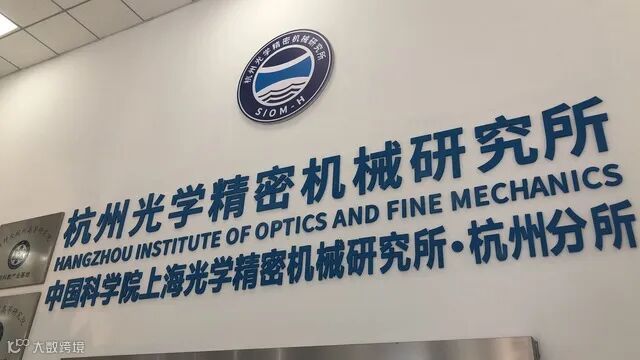 杭州光学精密机械研究所
SIOM-H
杭州光学精密机械研究所
HANGZHOU INSTITUTE OF OPTICS AND FINE MECHANICS
中国科学院上海光学精密机械研究所·杭州分所
大数跨境